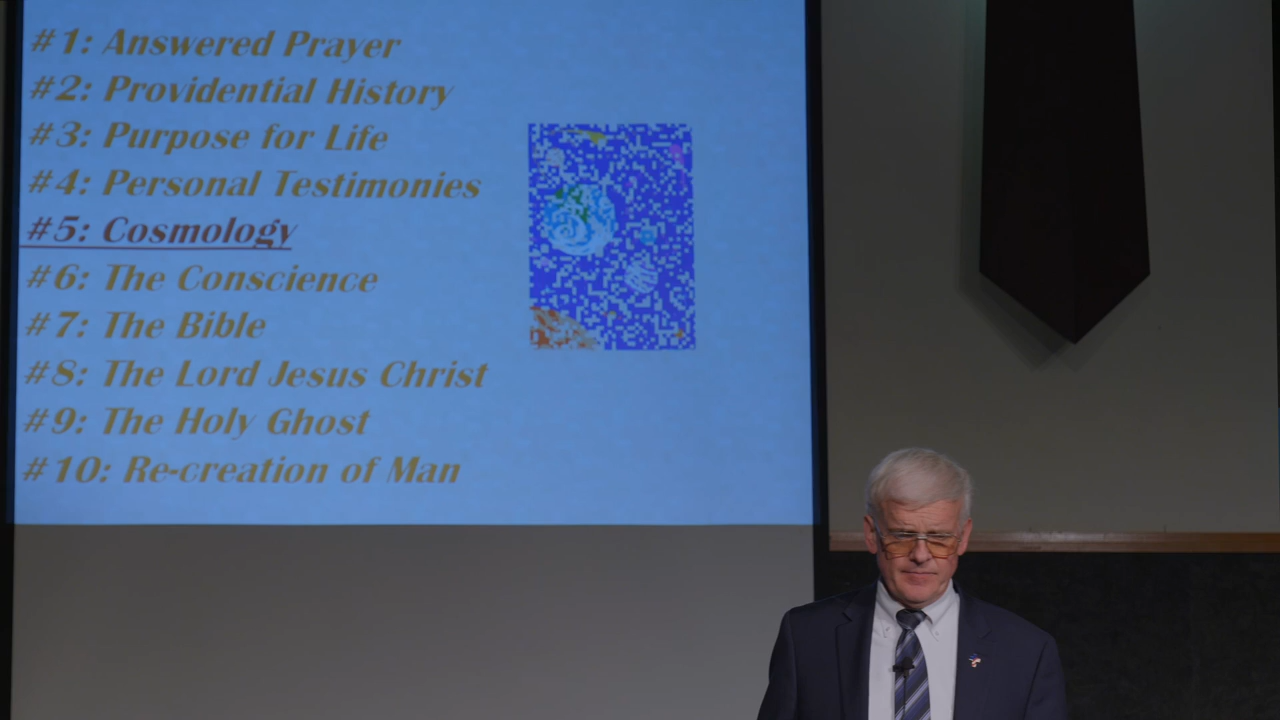 #1: Answered Prayer
#2: Providential History
#3: Purpose for Life
#4: Personal Testimonies
#5: Cosmology
#6: The Conscience
#7: The Bible
#8: The Lord Jesus Christ
#9: The Holy Ghost
#10: Re-creation of Man